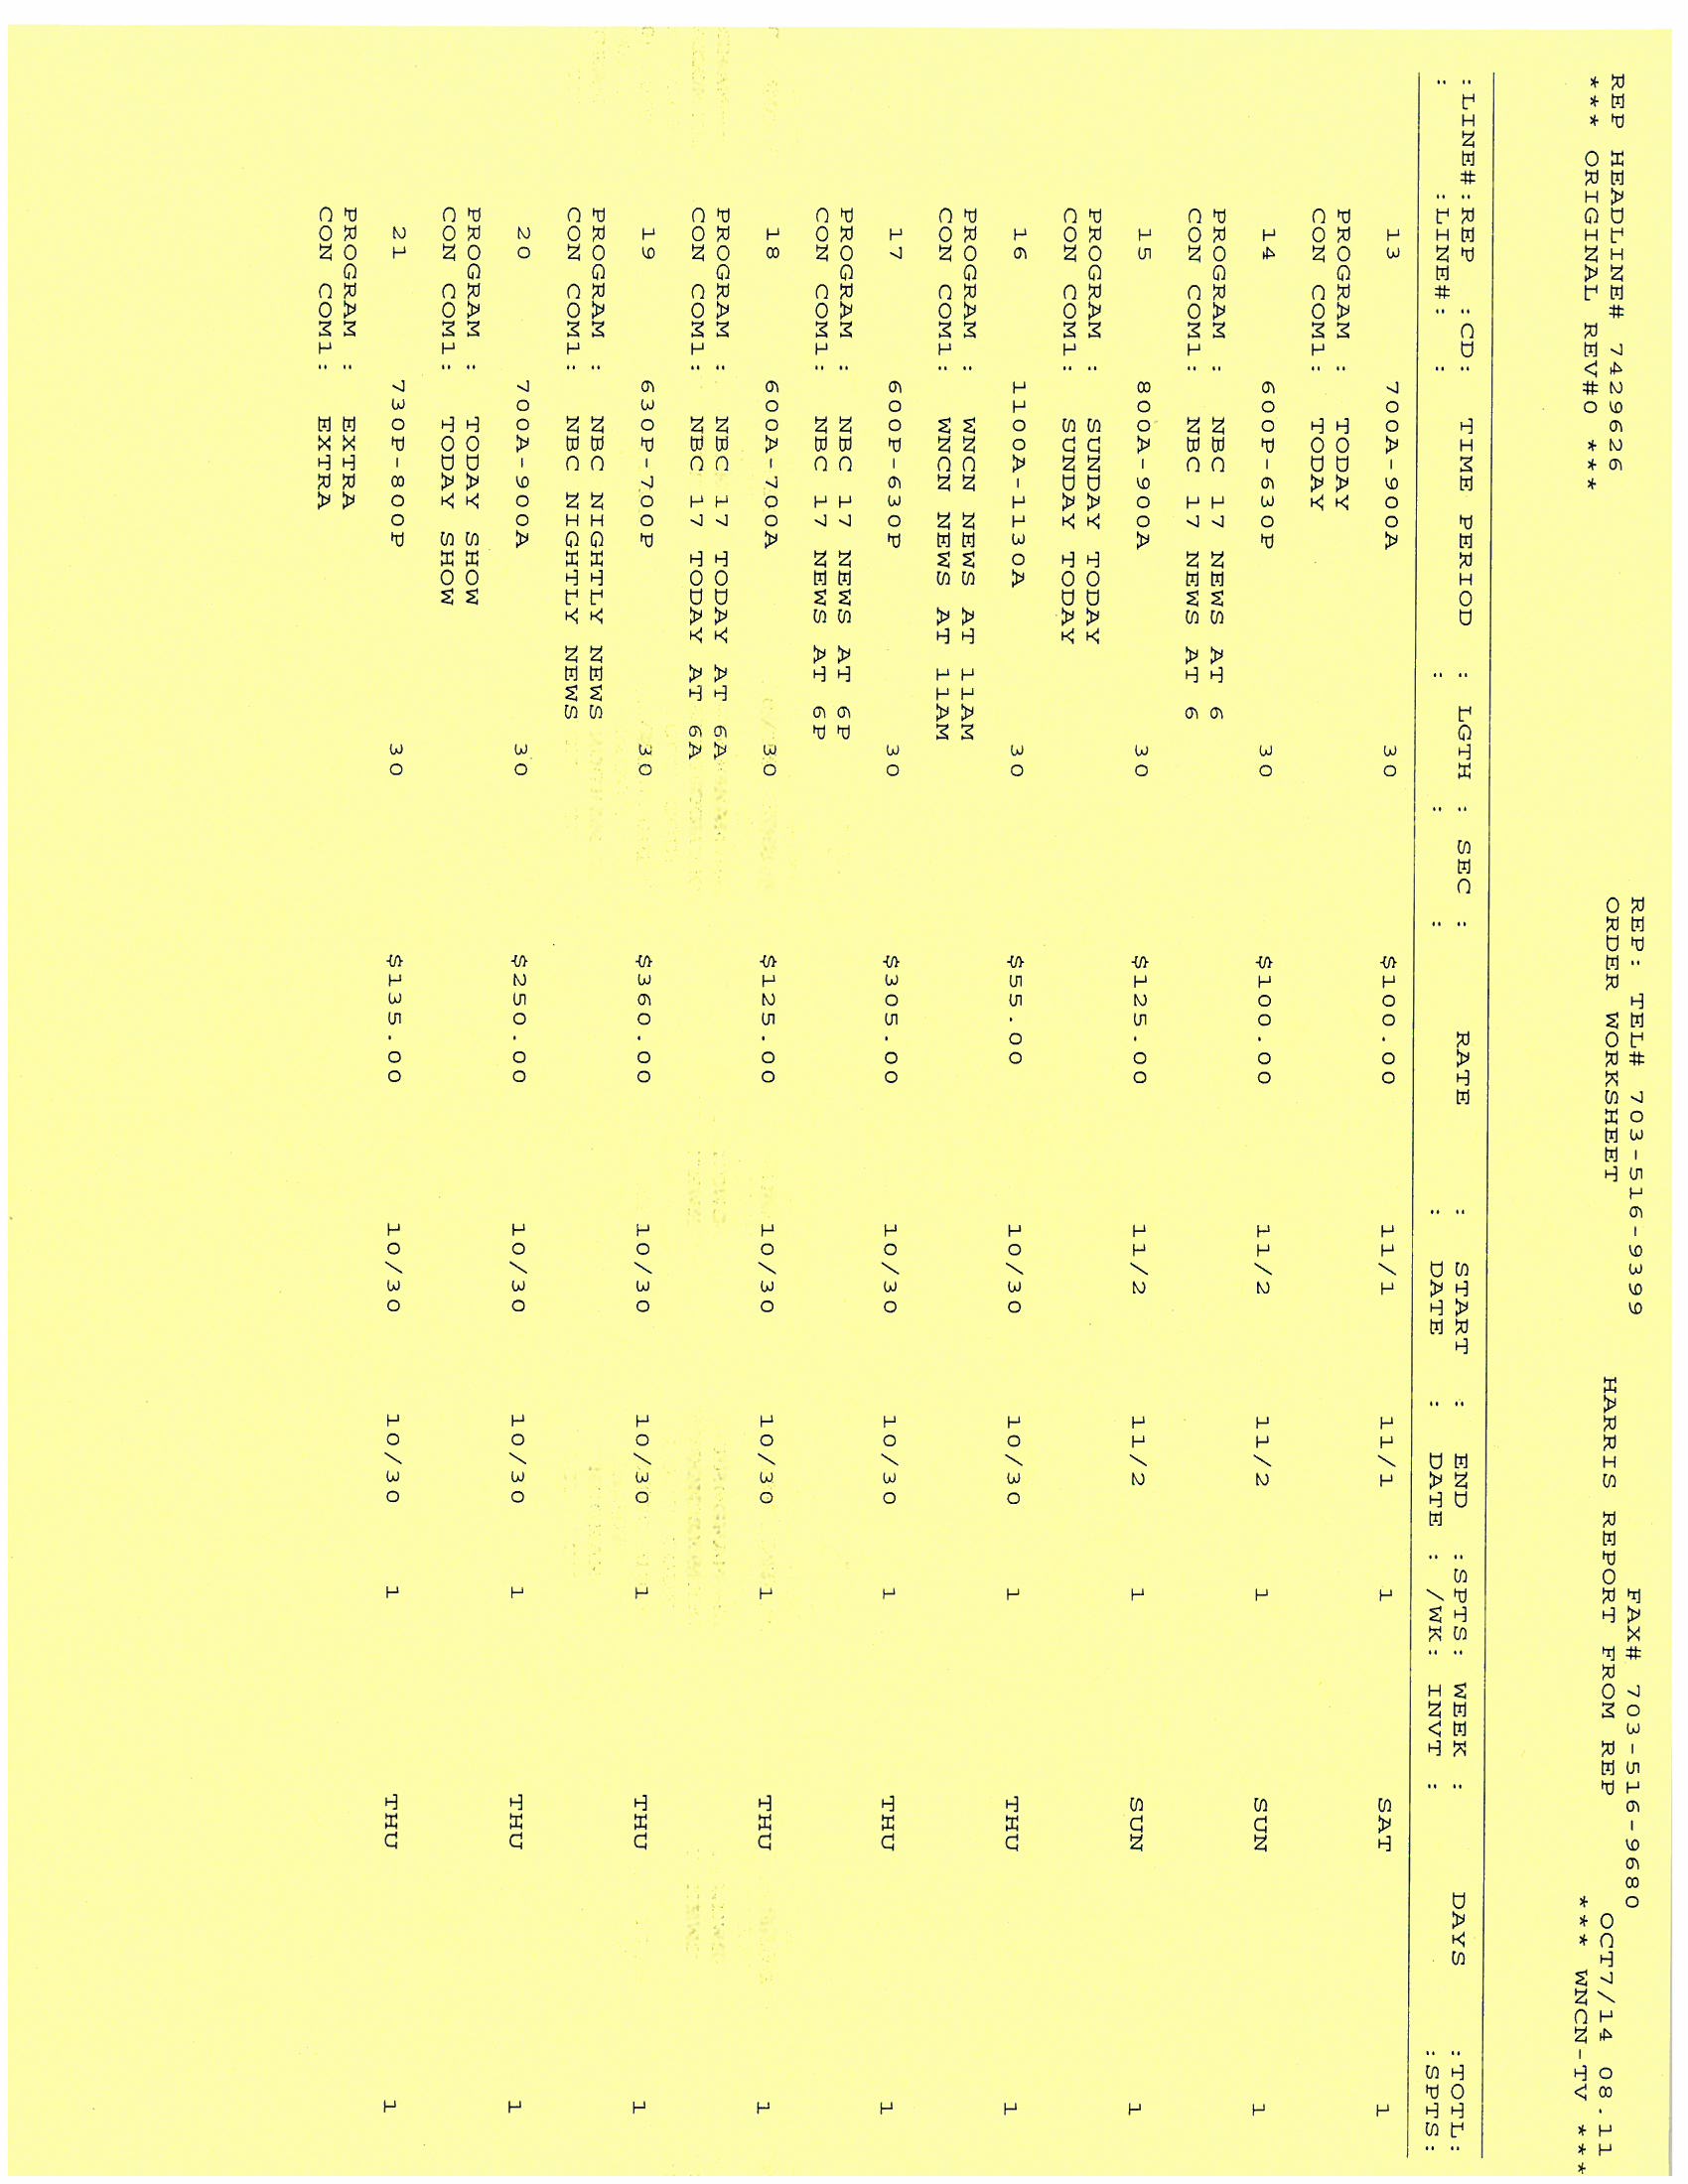 REP: TEL# 703-516-9399 FAX# 703-516-9680
REP HEADLINE# 7429626 ORDER WORKSHEET HARRIS REPORT FROM REP OCT7/14 08.11
*** ORIGINAL REV#0 *** *** WNCN-TV ***
:LINE#:REP :CD: TIME PERIOD : LGTH : SEC : RATE : START : END :SPTS: WEEK : DAYS :TOTL:
: :LINE#: : : : : : DATE : DATE : /WK: INVT : :SPTS:
13 700A-900A 30 $100.00 11/1 11/1 1 SAT 1
PROGRAM : TODAY
CON COM1: TODAY
14 600P-630P 30 $100.00 11/2 11/2 1 SUN 1
PROGRAM : NBC 17 NEWS AT 6
CON COM1: NBC 17 NEWS AT 6
15 800A-900A 30 $125.00 11/2 11/2 1 SUN 1
PROGRAM : SUNDAY TODAY
CON COM1: SUNDAY TODAY
16 1100A-1130A 30 $55.00 10/30 10/30 1 THU 1
PROGRAM : WNCN NEWS AT 11AM
CON COM1: WNCN NEWS AT 11AM
17 600P-630P 30 $305.00 10/30 10/30 1 THU 1
PROGRAM : NBC 17 NEWS AT 6P
CON COM1: NBC 17 NEWS AT 6P
18 600A-700A 30 $125.00 10/30 10/30 1 THU 1
PROGRAM : NBC 17 TODAY AT 6A
CON COM1: NBC 17 TODAY AT 6A
19 630P-700P 30 $360.00 10/30 10/30 1 THU 1
PROGRAM : NBC NIGHTLY NEWS
CON COM1: NBC NIGHTLY NEWS
20 700A-900A 30 $250.00 10/30 10/30 1 THU 1
PROGRAM : TODAY SHOW
CON COM1: TODAY SHOW
21 730P-800P 30 $135.00 10/30 10/30 1 THU 1
PROGRAM : EXTRA
CON COM1: EXTRA